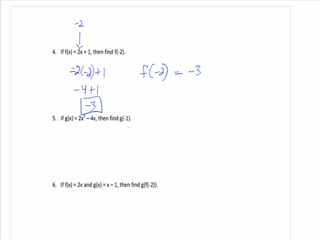 -2
4. If f(x) = 2x + 1, then find f(-2).
=2(-2)+1 f(-2) = -3
-4+1
-3
5. If g(x) = 2x² – 4x, then find g(-1).
6. If f(x) = 2x and g(x) = x – 1, then find g(f(-2)).